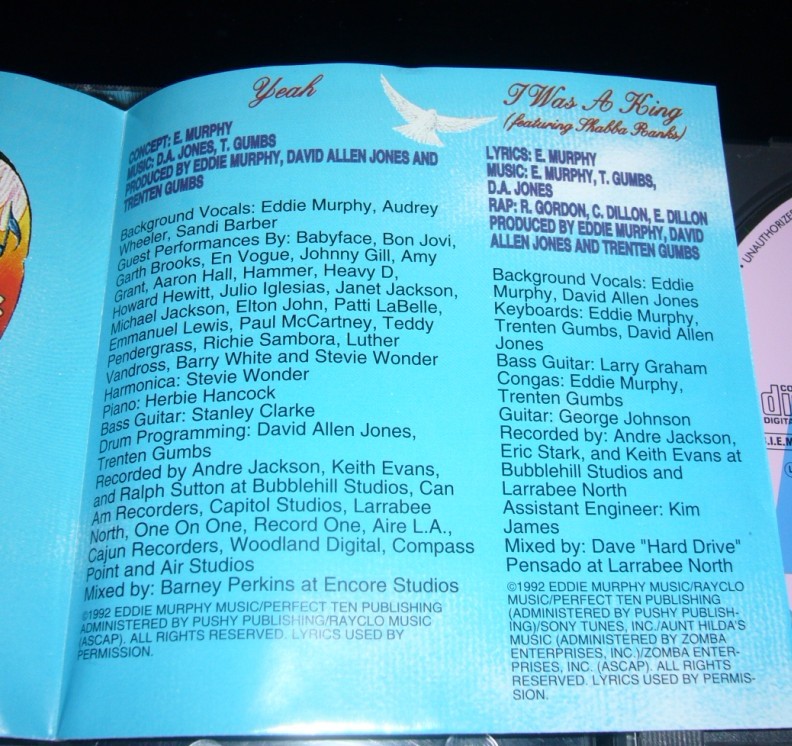 Yeah
CONCEPT: E. MURPHY
MUSIC: D.A. JONES, T. GUMBS
PRODUCED BY EDDIE MURPHY, DAVID ALLEN JONES AND
TRENTEN GUMBS
Background Vocals: Eddie Murphy, Audrey
Wheeler, Sandi Barber
Guest Performances By: Babyface, Bon Jovi,
Garth Brooks, En Vogue, Johnny Gill, Amy
Grant, Aaron Hall, Hammer, Heavy D,
Howard Hewitt, Julio Iglesias, Janet Jackson,
Michael Jackson, Elton John, Patti LaBelle,
Emmanuel Lewis, Paul McCartney, Teddy
Pendergrass, Richie Sambora, Luther
Vandross, Barry White and Stevie Wonder
Harmonica: Stevie Wonder
Piano: Herbie Hancock
Bass Guitar: Stanley Clarke
Drum Programming: David Allen Jones,
Trenten Gumbs
Recorded by Andre Jackson, Keith Evans,
and Ralph Sutton at Bubblehill Studios, Can
Am Recorders, Capitol Studios, Larrabee
North, One On One, Record One, Aire L.A.,
Cajun Recorders, Woodland Digital, Compass
Point and Air Studios
Mixed by: Barney Perkins at Encore Studios
©1992 EDDIE MURPHY MUSIC/PERFECT TEN PUBLISHING
ADMINISTERED BY PUSHY PUBLISHING/RAYCLO MUSIC
(ASCAP). ALL RIGHTS RESERVED. LYRICS USED BY
PERMISSION.
I Was A King
(featuring Shabba Ranks)
LYRICS: E. MURPHY
MUSIC: E. MURPHY, T. GUMBS,
D.A. JONES
RAP: R. GORDON, C. DILLON, E. DILLON
PRODUCED BY EDDIE MURPHY, DAVID
ALLEN JONES AND TRENTEN GUMBS
Background Vocals: Eddie
Murphy, David Allen Jones
Keyboards: Eddie Murphy,
Trenten Gumbs, David Allen
Jones
Bass Guitar: Larry Graham
Congas: Eddie Murphy,
Trenten Gumbs
Guitar: George Johnson
Recorded by: Andre Jackson,
Eric Stark, and Keith Evans at
Bubblehill Studios and
Larrabee North
Assistant Engineer: Kim
James
Mixed by: Dave "Hard Drive"
Pensado at Larrabee North
©1992 EDDIE MURPHY MUSIC/RAYCLO
MUSIC/PERFECT TEN PUBLISHING
(ADMINISTERED BY PUSHY PUBLISH-
ING)/SONY TUNES, INC./AUNT HILDA'S
MUSIC (ADMINISTERED BY ZOMBA
ENTERPRISES, INC.)/ZOMBA ENTER-
PRISES, INC. (ASCAP). ALL RIGHTS
RESERVED. LYRICS USED BY PERMIS-
SION.
UNAUTHORIZE